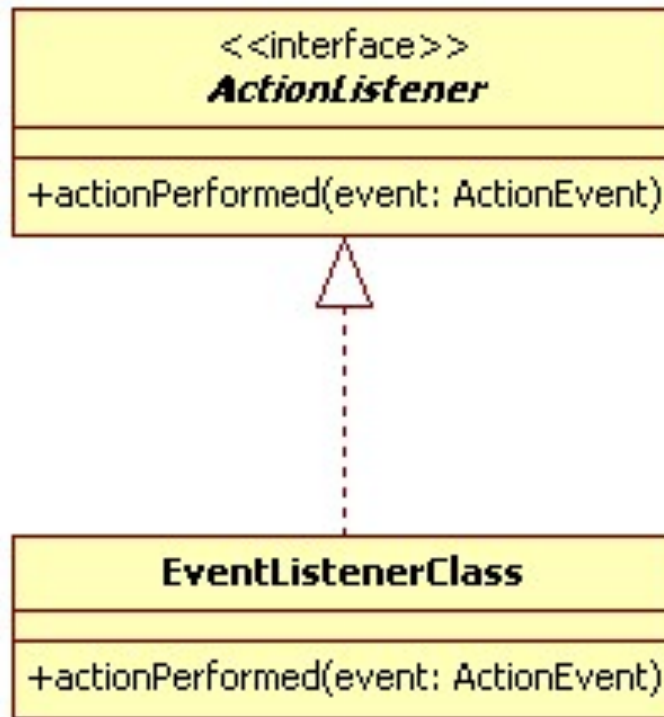 <<interface>>
ActionListener
+actionPerformed(event: ActionEvent)
EventListenerClass
+actionPerformed(event: ActionEvent)